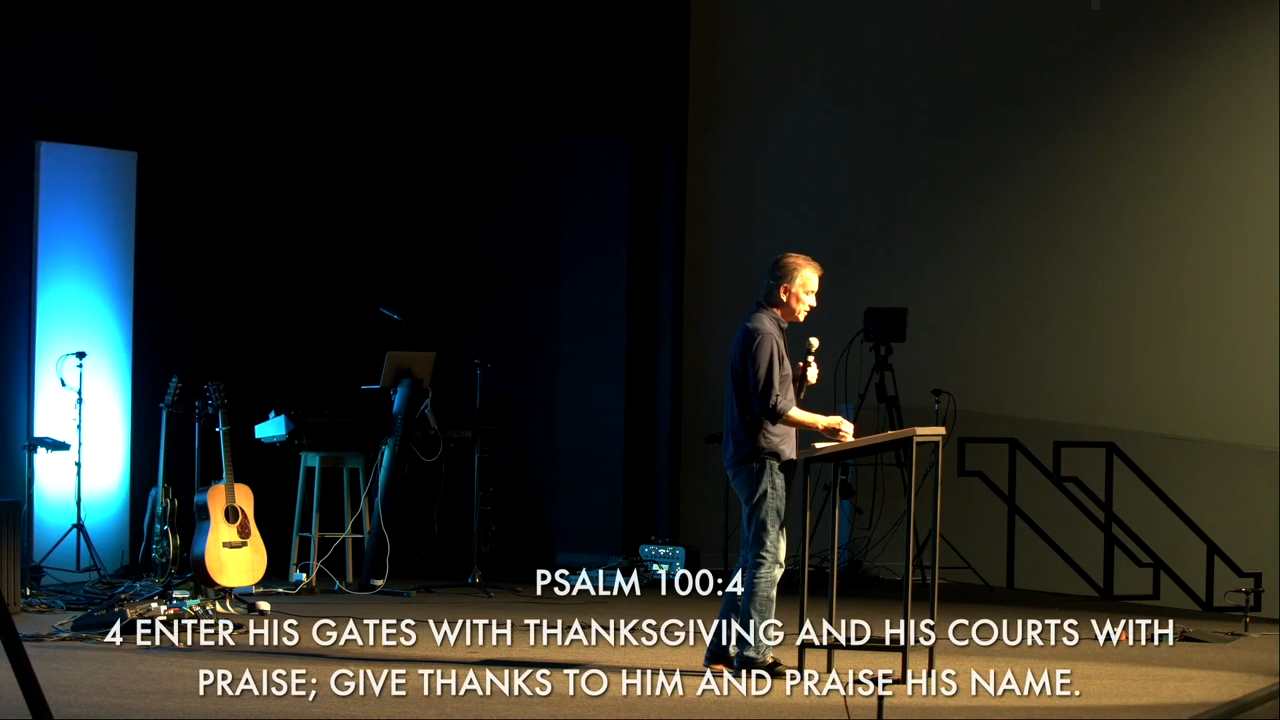 PSALM 100:4
4 ENTER HIS GATES WITH THANKSGIVING AND HIS COURTS WITH
PRAISE; GIVE THANKS TO HIM AND PRAISE HIS NAME.